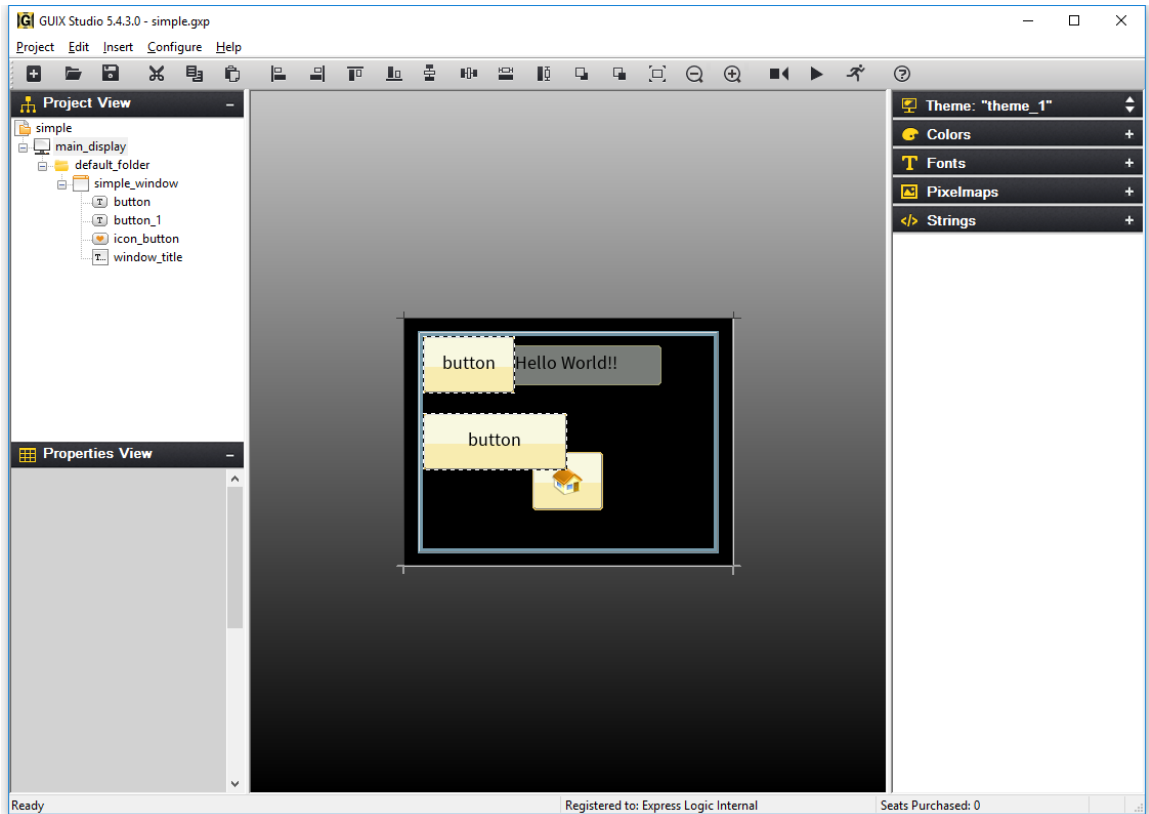 GUIX Studio 5.4.3.0 - simple.gxp
Project Edit Insert Configure Help
Project View
simple
main_display
default_folder
simple_window
button
button_1
icon_button
window_title
Properties View
button Hello World!!
button
Theme: "theme_1"
Colors
Fonts
Pixelmaps
Strings
Ready Registered to: Express Logic Internal Seats Purchased: 0